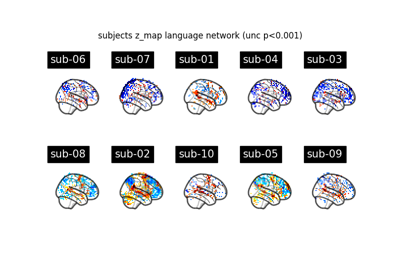 subjects z_map language network (unc p<0.001)
sub-06 sub-07 sub-01 sub-04 sub-03
sub-08 sub-02 sub-10 sub-05 sub-09